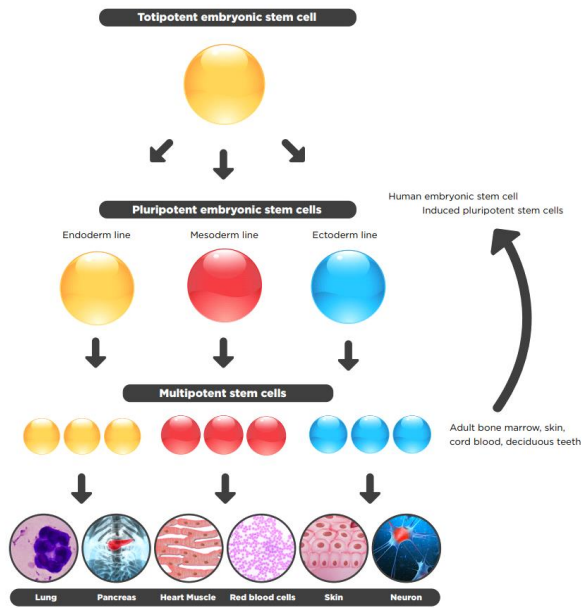 Totipotent embryonic stem cell
Human embryonic stem cell
Induced pluripotent stem cells
Pluripotent embryonic stem cells
Endoderm line
Mesoderm line
Ectoderm line
Multipotent stem cells
Adult bone marrow, skin,
cord blood, deciduous teeth
Lung
Pancreas
Heart Muscle
Red blood cells
Skin
Neuron